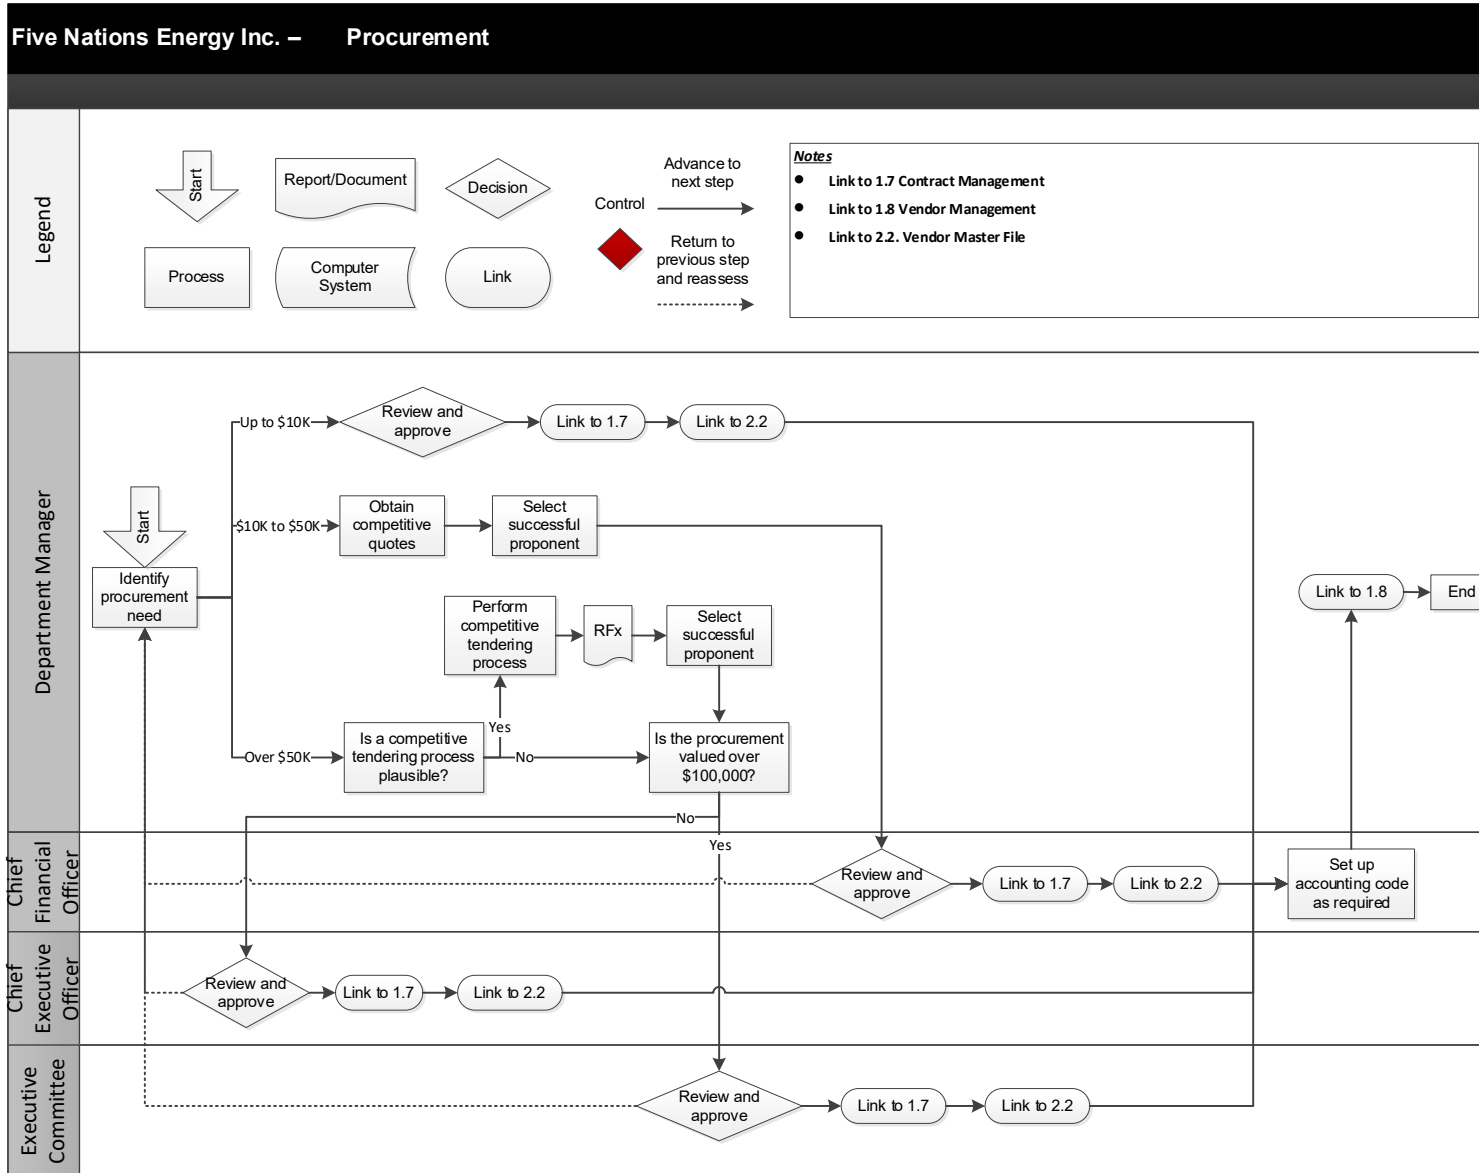 Five Nations Energy Inc. – Procurement
Legend
Start
Report/Document
Decision
Control
Advance to
next step
Process
Computer
System
Link
Return to
previous step
and reassess
Notes
Link to 1.7 Contract Management
Link to 1.8 Vendor Management
Link to 2.2. Vendor Master File
Department Manager
Start
Identify
procurement
need
Up to $10K
Review and
approve
Link to 1.7
Link to 2.2
$10K to $50K
Obtain
competitive
quotes
Select
successful
proponent
Perform
competitive
tendering
process
RFx
Select
successful
proponent
Over $50K
Is a competitive
tendering process
plausible?
Yes
No
Is the procurement
valued over
$100,000?
No
Yes
Link to 1.8
End
Chief
Financial
Officer
Review and
approve
Link to 1.7
Link to 2.2
Set up
accounting code
as required
Chief
Executive
Officer
Review and
approve
Link to 1.7
Link to 2.2
Executive
Committee
Review and
approve
Link to 1.7
Link to 2.2